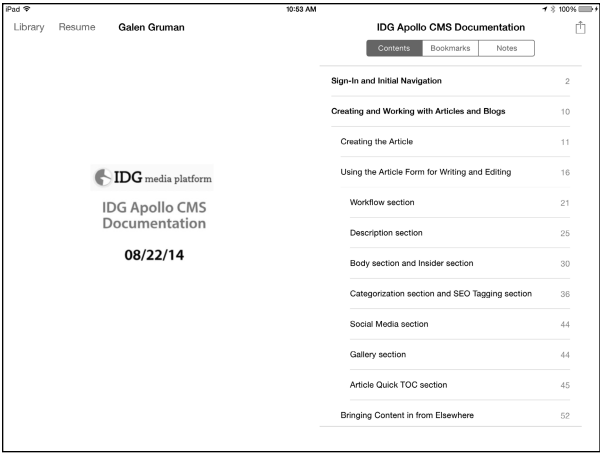 iPad 10:53 AM 100%
Library Resume Galen Gruman IDG Apollo CMS Documentation
Contents Bookmarks Notes
Sign-In and Initial Navigation 2
Creating and Working with Articles and Blogs 10
Creating the Article 11
Using the Article Form for Writing and Editing 16
Workflow section 21
Description section 25
Body section and Insider section 30
Categorization section and SEO Tagging section 36
Social Media section 44
Gallery section 44
Article Quick TOC section 45
Bringing Content in from Elsewhere 52
IDG media platform
IDG Apollo CMS
Documentation
08/22/14